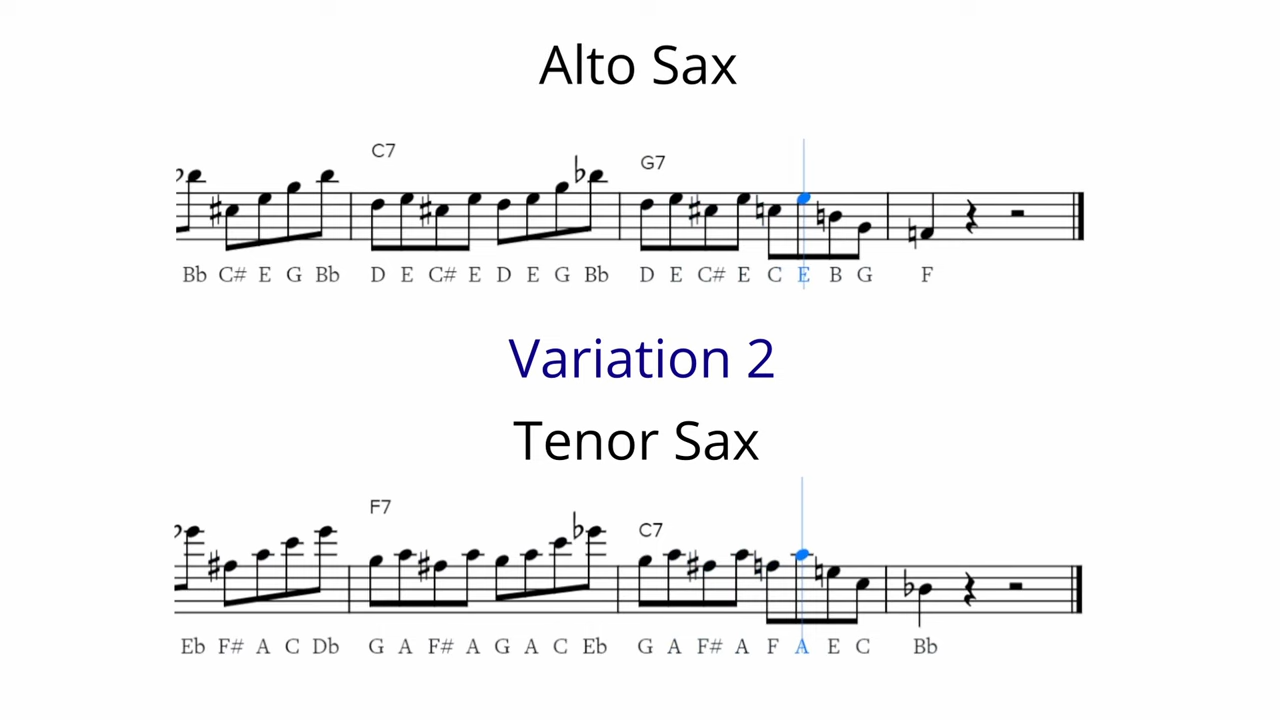 Alto Sax
C7 G7
Bb C# E G Bb D E C# E D E G Bb D E C# E C E B G F
Variation 2
Tenor Sax
F7 C7
Eb F# A C Db G A F# A G A C Eb G A F# A F A E C Bb